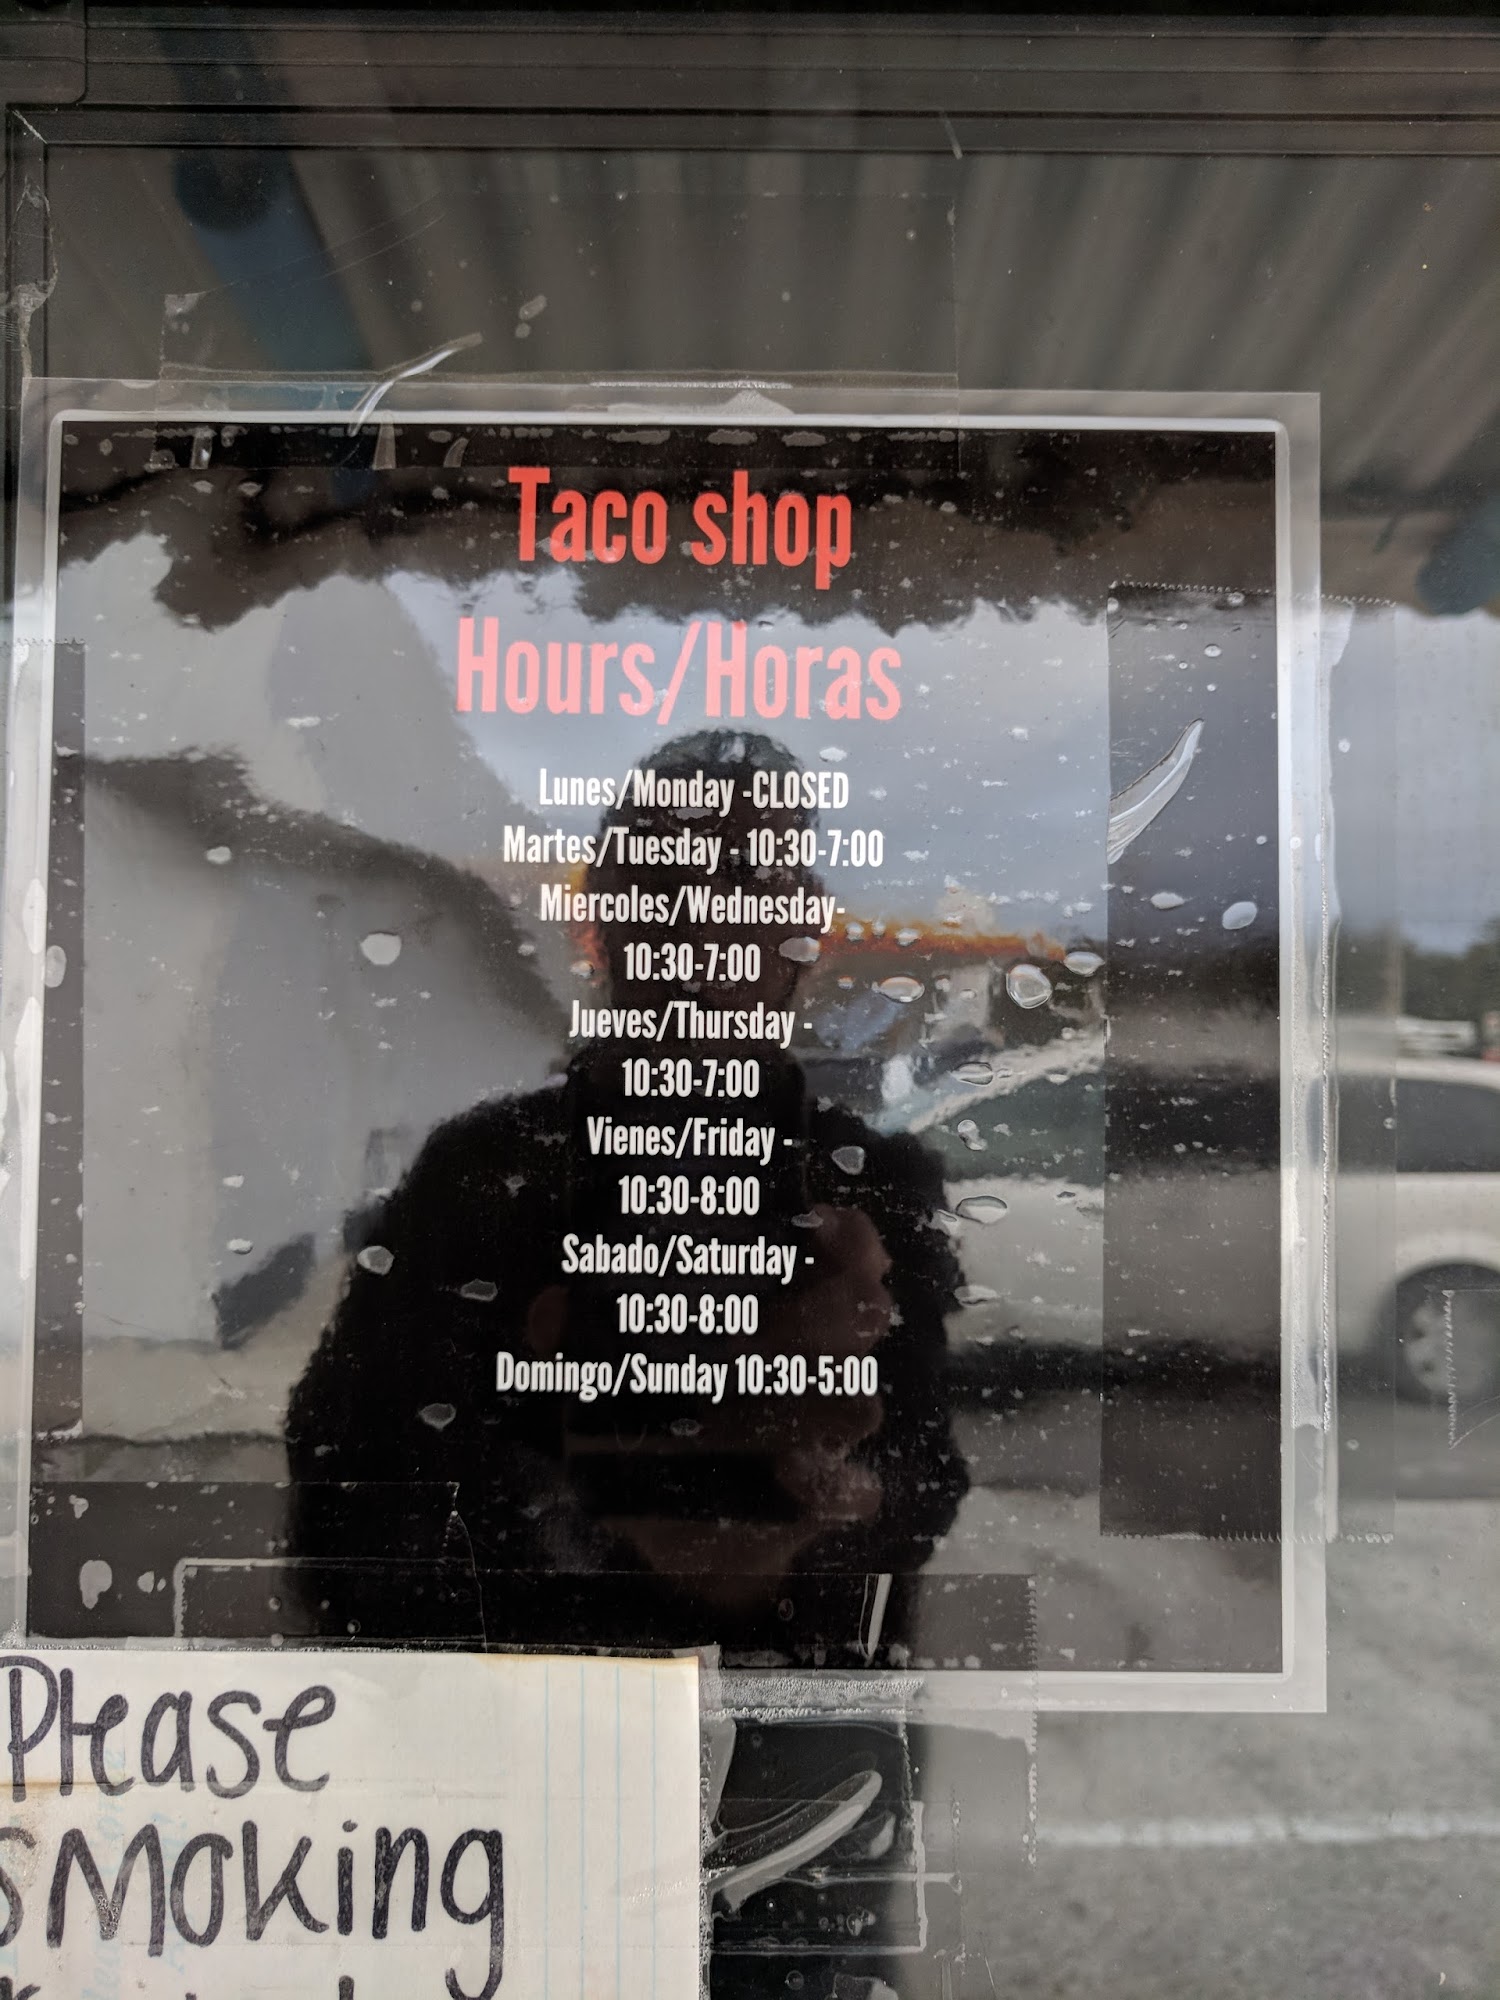 Taco shop
Hours/Horas
Lunes/Monday -CLOSED
Martes/Tuesday - 10:30-7:00
Miercoles/Wednesday-
10:30-7:00
Jueves/Thursday -
10:30-7:00
Vienes/Friday -
10:30-8:00
Sabado/Saturday -
10:30-8:00
Domingo/Sunday 10:30-5:00
Please
smoking